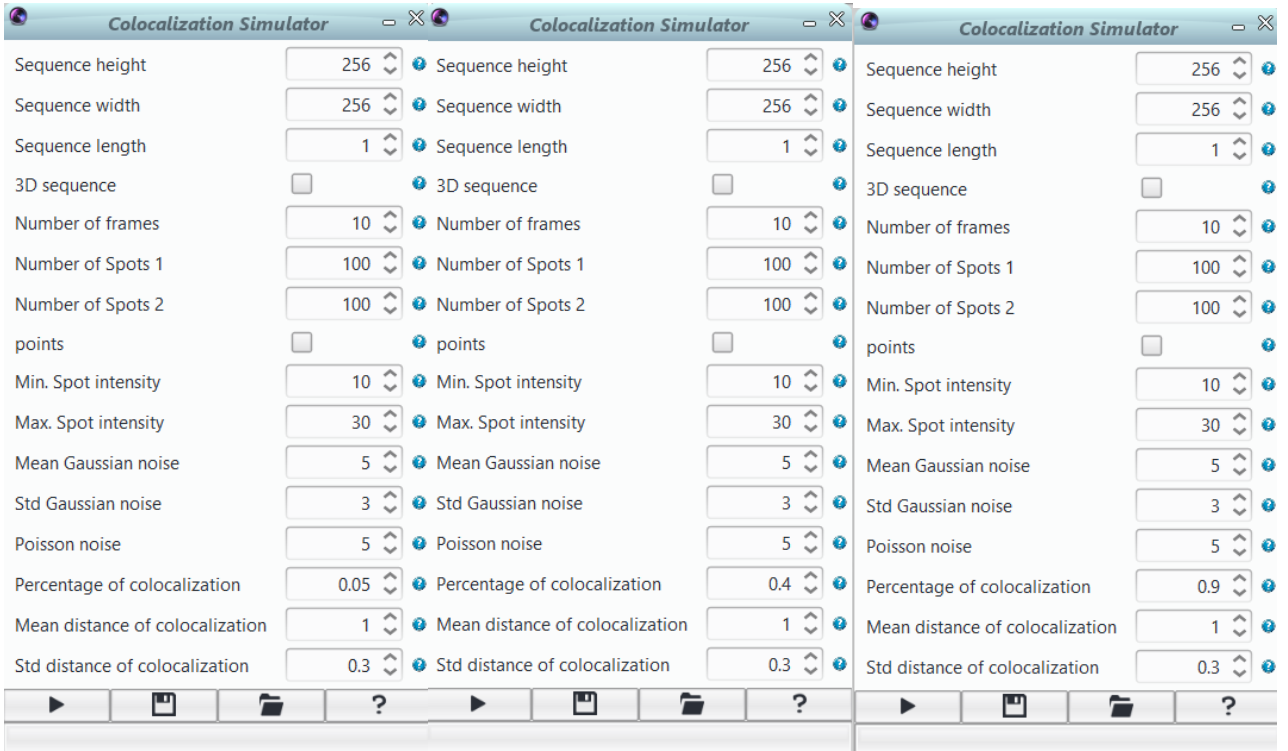 Colocalization Simulator
Sequence height 256
Sequence width 256
Sequence length 1
3D sequence
Number of frames 10
Number of Spots 1 100
Number of Spots 2 100
points
Min. Spot intensity 10
Max. Spot intensity 30
Mean Gaussian noise 5
Std Gaussian noise 3
Poisson noise 5
Percentage of colocalization 0.05
Mean distance of colocalization 1
Std distance of colocalization 0.3
?
Colocalization Simulator
Sequence height 256
Sequence width 256
Sequence length 1
3D sequence
Number of frames 10
Number of Spots 1 100
Number of Spots 2 100
points
Min. Spot intensity 10
Max. Spot intensity 30
Mean Gaussian noise 5
Std Gaussian noise 3
Poisson noise 5
Percentage of colocalization 0.4
Mean distance of colocalization 1
Std distance of colocalization 0.3
?
Colocalization Simulator
Sequence height 256
Sequence width 256
Sequence length 1
3D sequence
Number of frames 10
Number of Spots 1 100
Number of Spots 2 100
points
Min. Spot intensity 10
Max. Spot intensity 30
Mean Gaussian noise 5
Std Gaussian noise 3
Poisson noise 5
Percentage of colocalization 0.9
Mean distance of colocalization 1
Std distance of colocalization 0.3
?